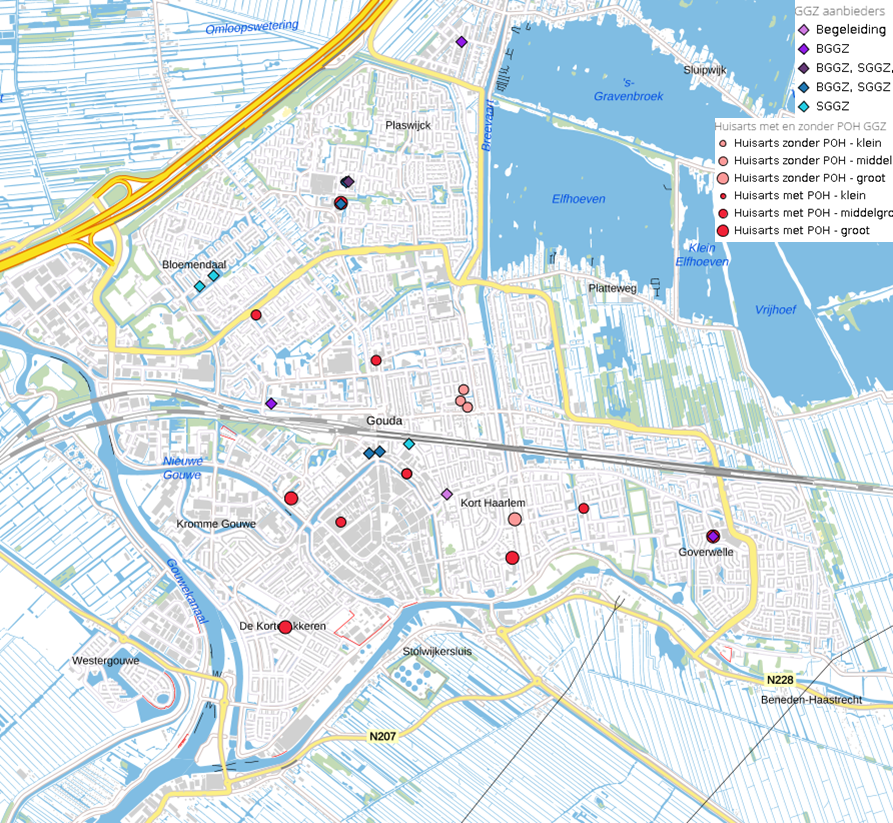 GGZ aanbieders
Begeleiding
BGGZ
BGGZ, SGGZ,
BGGZ, SGGZ
SGGZ
Huisarts met en zonder POH GGZ
Huisarts zonder POH - klein
Huisarts zonder POH - middel
Huisarts zonder POH - groot
Huisarts met POH - klein
Huisarts met POH - middelgro
Huisarts met POH - groot
Omloopswetering
Sluipwijk
's-
Gravenbroek
Plaswijck
Breevaart
Elfhoeven
Klein
Elfhoeven
Bloemendaal
Platteweg
Vrijhoef
Gouda
Nieuwe
Gouwe
Kort Haarlem
Kromme Gouwe
Goverwelle
Gouwekanaal
De Korte kkeren
Stolwijkersluis
Westergouwe
N228
Beneden-Haastrecht
N207